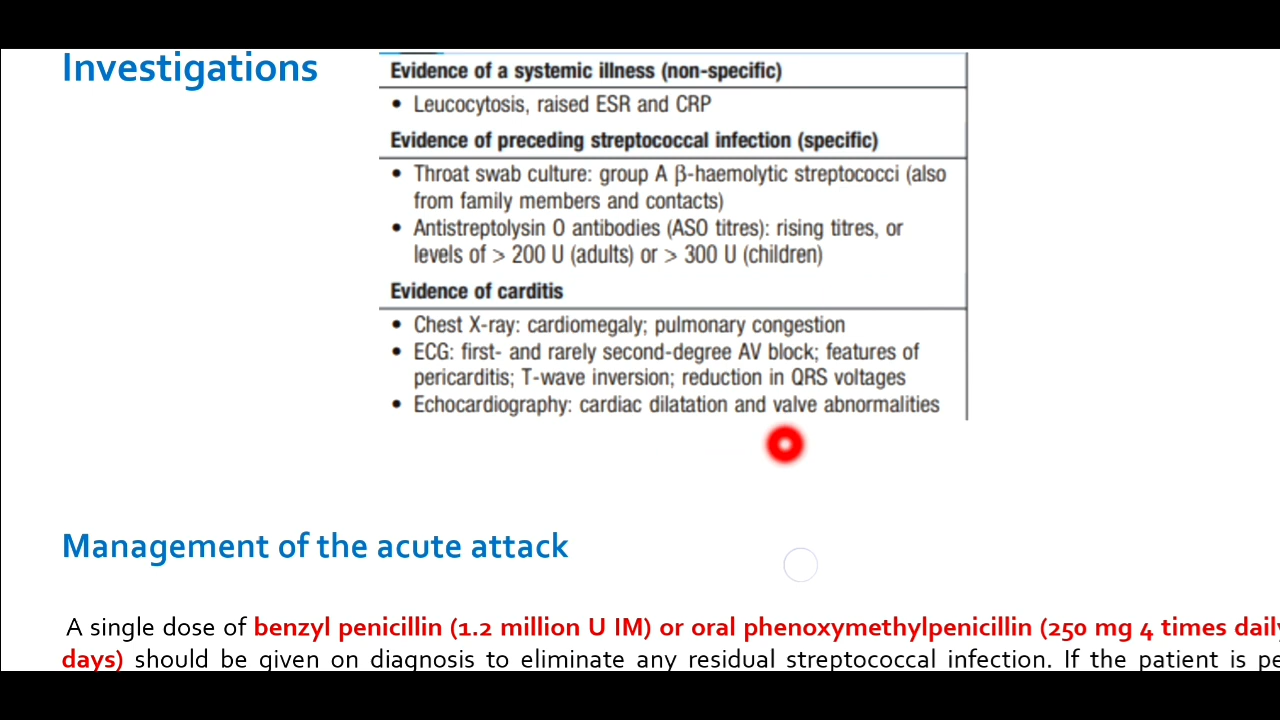 Investigations
Evidence of a systemic illness (non-specific)
• Leucocytosis, raised ESR and CRP
Evidence of preceding streptococcal infection (specific)
• Throat swab culture: group A β-haemolytic streptococci (also
from family members and contacts)
• Antistreptolysin O antibodies (ASO titres): rising titres, or
levels of > 200 U (adults) or > 300 U (children)
Evidence of carditis
• Chest X-ray: cardiomegaly; pulmonary congestion
• ECG: first- and rarely second-degree AV block; features of
pericarditis; T-wave inversion; reduction in QRS voltages
• Echocardiography: cardiac dilatation and valve abnormalities
Management of the acute attack
A single dose of benzyl penicillin (1.2 million U IM) or oral phenoxymethylpenicillin (250 mg 4 times daily
days) should be given on diagnosis to eliminate any residual streptococcal infection. If the patient is pe